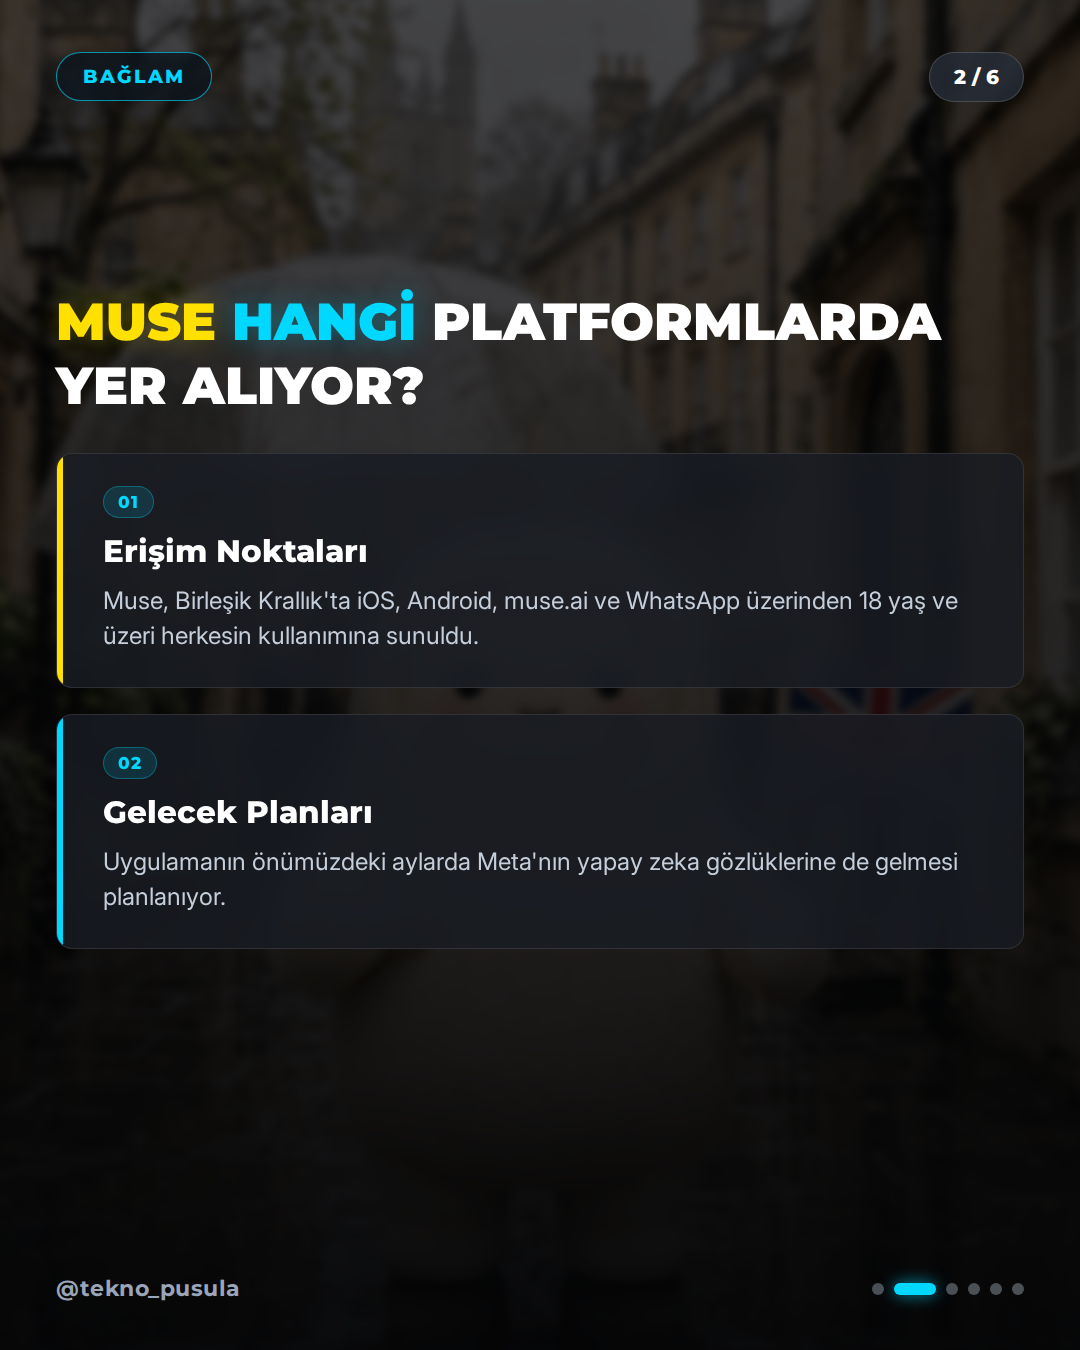 BAĞLAM
2/6
MUSE HANGİ PLATFORMLARDA
YER ALIYOR?
01
Erişim Noktaları
Muse, Birleşik Krallık'ta iOS, Android, muse.ai ve WhatsApp üzerinden 18 yaş ve
üzeri herkesin kullanımına sunuldu.
02
Gelecek Planları
Uygulamanın önümüzdeki aylarda Meta'nın yapay zeka gözlüklerine de gelmesi
planlanıyor.
@tekno_pusula